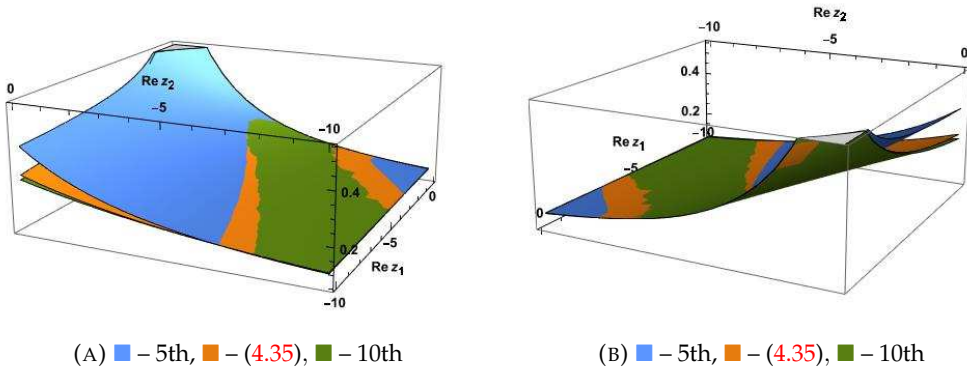 0
Re z2
−5
−10
0.4
0
0.2
−5
Re z1
−10
−10
Re z2
−5
0
0.4
0.2
−10
Re z1
−5
0
(A) ■ – 5th, ■ – (4.35), ■ – 10th
(B) ■ – 5th, ■ – (4.35), ■ – 10th